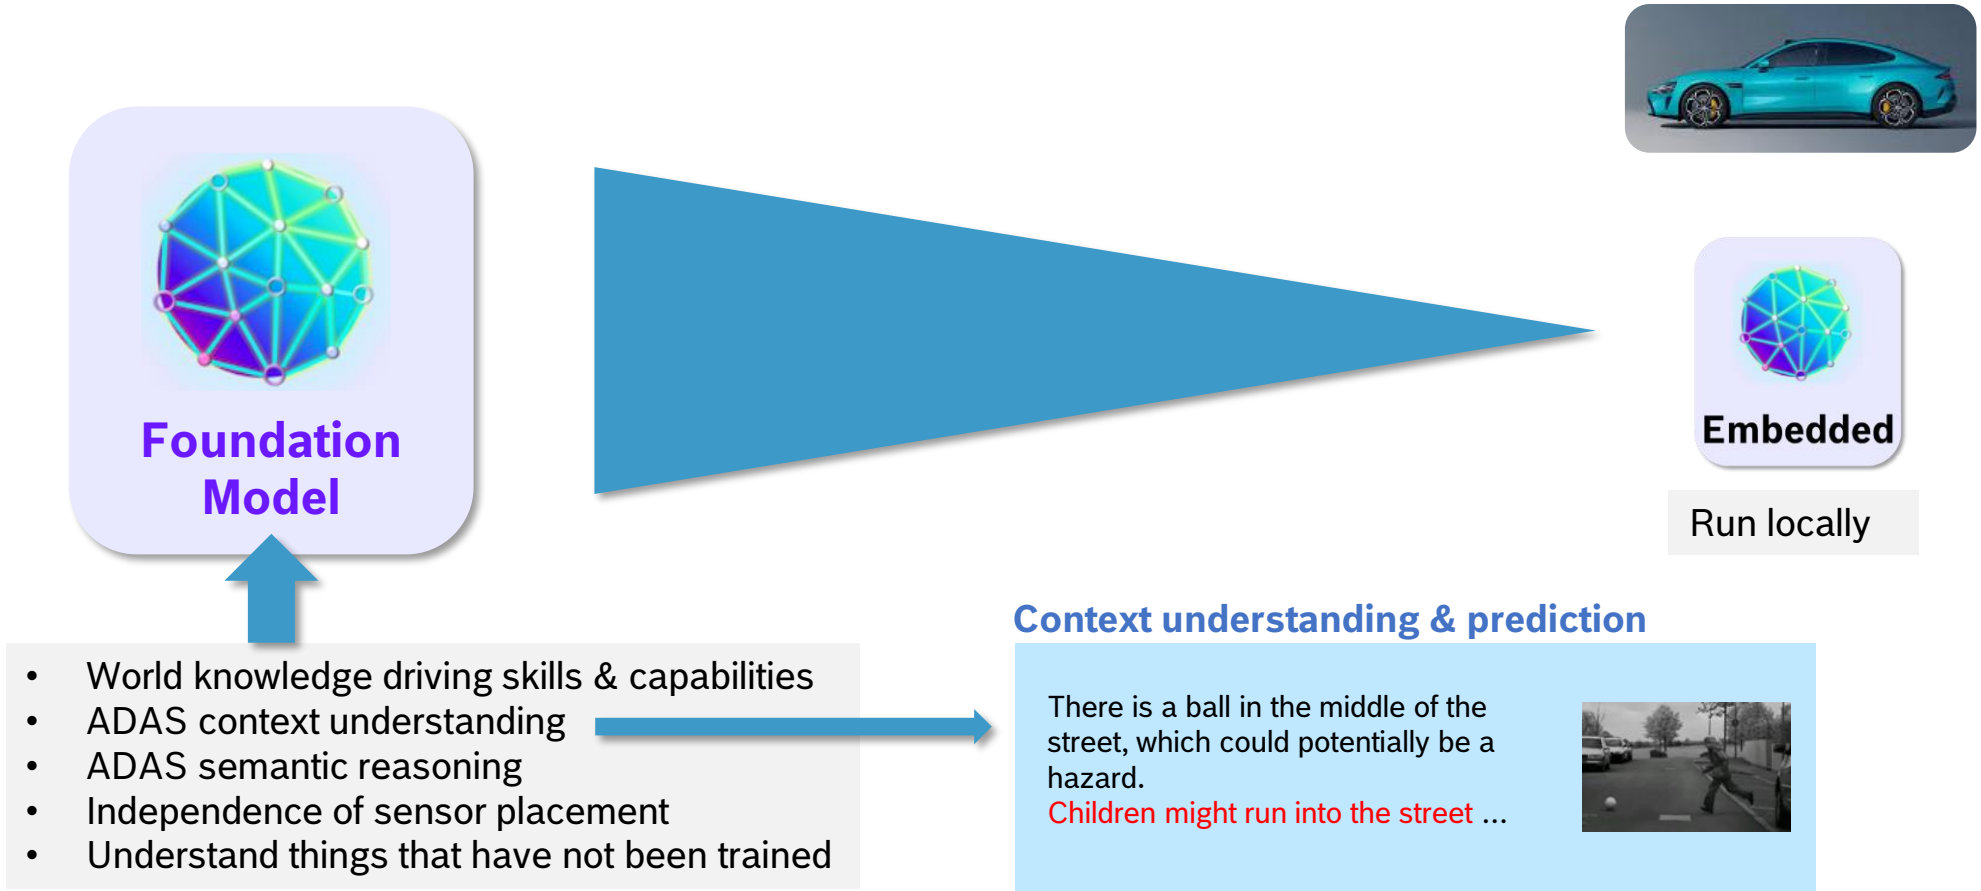 Foundation
Model
Embedded
Run locally
• World knowledge driving skills & capabilities
• ADAS context understanding
• ADAS semantic reasoning
• Independence of sensor placement
• Understand things that have not been trained
Context understanding & prediction
There is a ball in the middle of the
street, which could potentially be a
hazard.
Children might run into the street ...